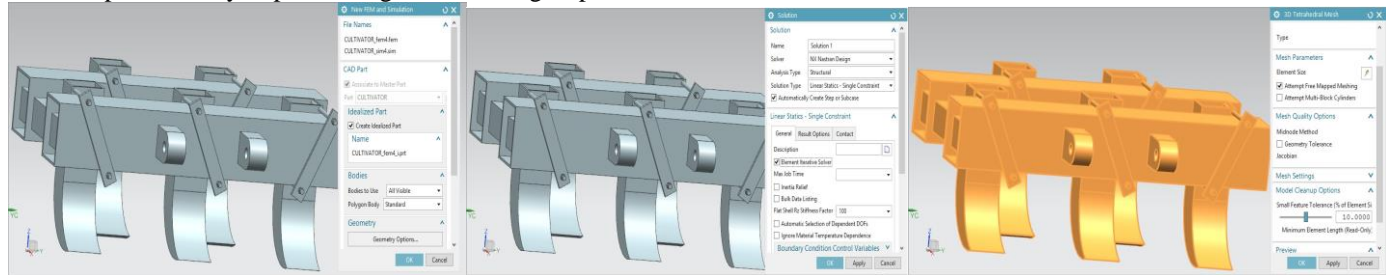 New FEM and Simulation
File Names
CULTIVATOR_fem4.fem
CULTIVATOR_sim4.sim
CAD Part
Associate to Master Part
Part CULTIVATOR
Idealized Part
Create Idealized Part
Name
CULTIVATOR_fem4_i.prt
Bodies
Bodies to Use All Visible
Polygon Body Standard
Geometry
Geometry Options...
OK Cancel
YC
Solution
Solution
Name Solution 1
Solver NX Nastran Design
Analysis Type Structural
Solution Type Linear Statics - Single Constraint
Automatically Create Step or Subcase
Linear Statics - Single Constraint
General Result Options Contact
Description
Element Iterative Solver
Max Job Time
Inertia Relief
Bulk Data Listing
Flat Shell Rz Stiffness Factor 100
Automatic Selection of Dependent DOFs
Ignore Material Temperature Dependence
Boundary Condition Control Variables
OK Apply Cancel
YC
3D Tetrahedral Mesh
Type
Mesh Parameters
Element Size
Attempt Free Mapped Meshing
Attempt Multi-Block Cylinders
Mesh Quality Options
Midnode Method
Geometry Tolerance
Jacobian
Mesh Settings
Model Cleanup Options
Small Feature Tolerance (% of Element Si
10.0000
Minimum Element Length (Read-Only)
Preview
OK Apply Cancel
YC